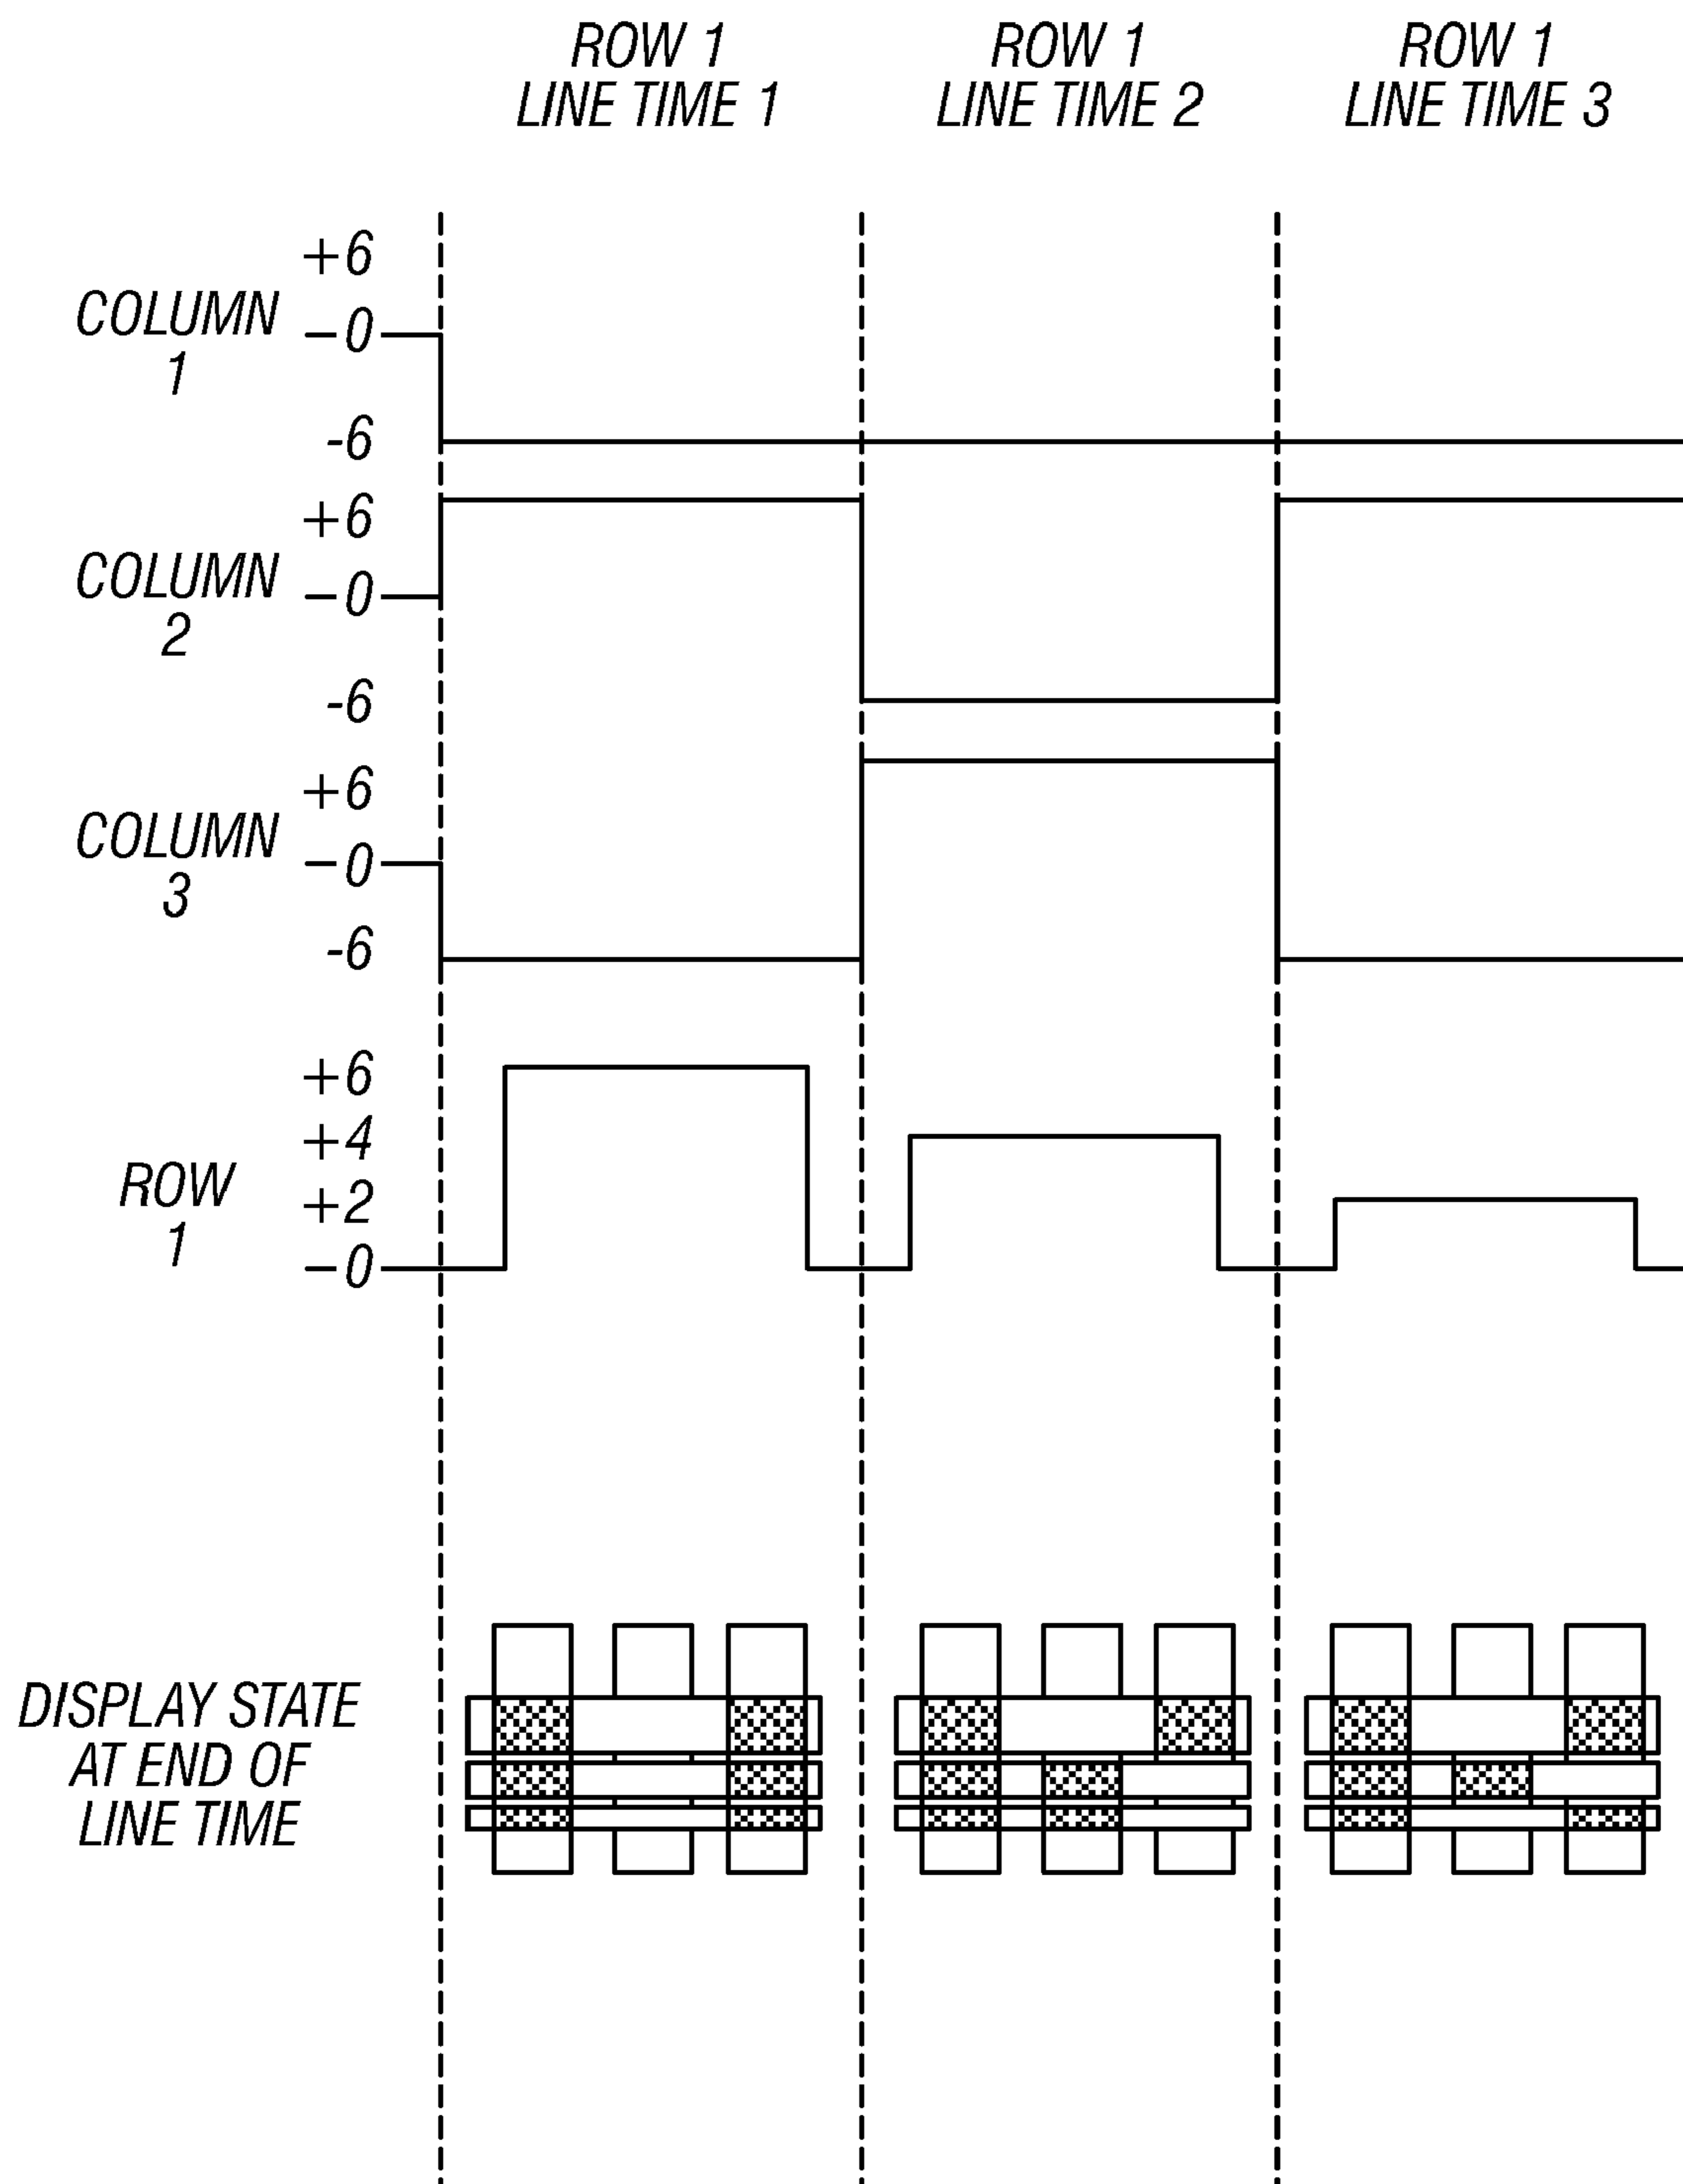 ROW 1
LINE TIME 1
ROW 1
LINE TIME 2
ROW 1
LINE TIME 3
COLUMN
1
+6
-0
-6
COLUMN
2
+6
-0
-6
COLUMN
3
+6
-0
-6
ROW
1
+6
+4
+2
-0
DISPLAY STATE
AT END OF
LINE TIME